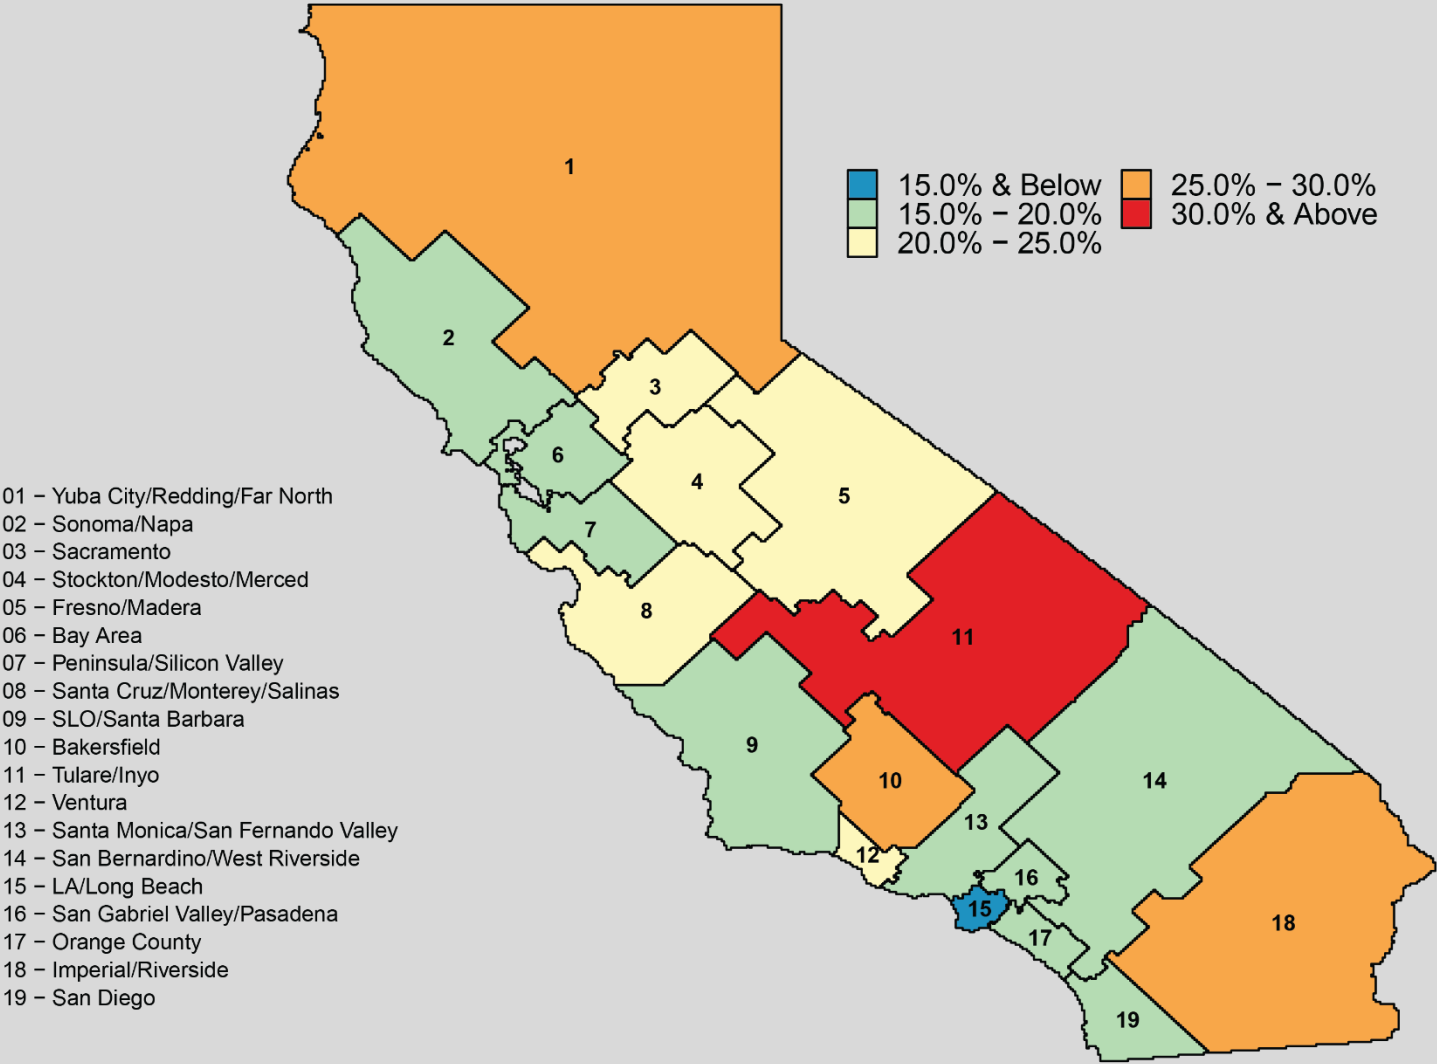 1
15.0% & Below
25.0% − 30.0%
15.0% − 20.0%
30.0% & Above
20.0% − 25.0%
2
3
6
4
5
7
8
11
9
10
14
13
12
16
15
17
18
19
01 − Yuba City/Redding/Far North
02 − Sonoma/Napa
03 − Sacramento
04 − Stockton/Modesto/Merced
05 − Fresno/Madera
06 − Bay Area
07 − Peninsula/Silicon Valley
08 − Santa Cruz/Monterey/Salinas
09 − SLO/Santa Barbara
10 − Bakersfield
11 − Tulare/Inyo
12 − Ventura
13 − Santa Monica/San Fernando Valley
14 − San Bernardino/West Riverside
15 − LA/Long Beach
16 − San Gabriel Valley/Pasadena
17 − Orange County
18 − Imperial/Riverside
19 − San Diego